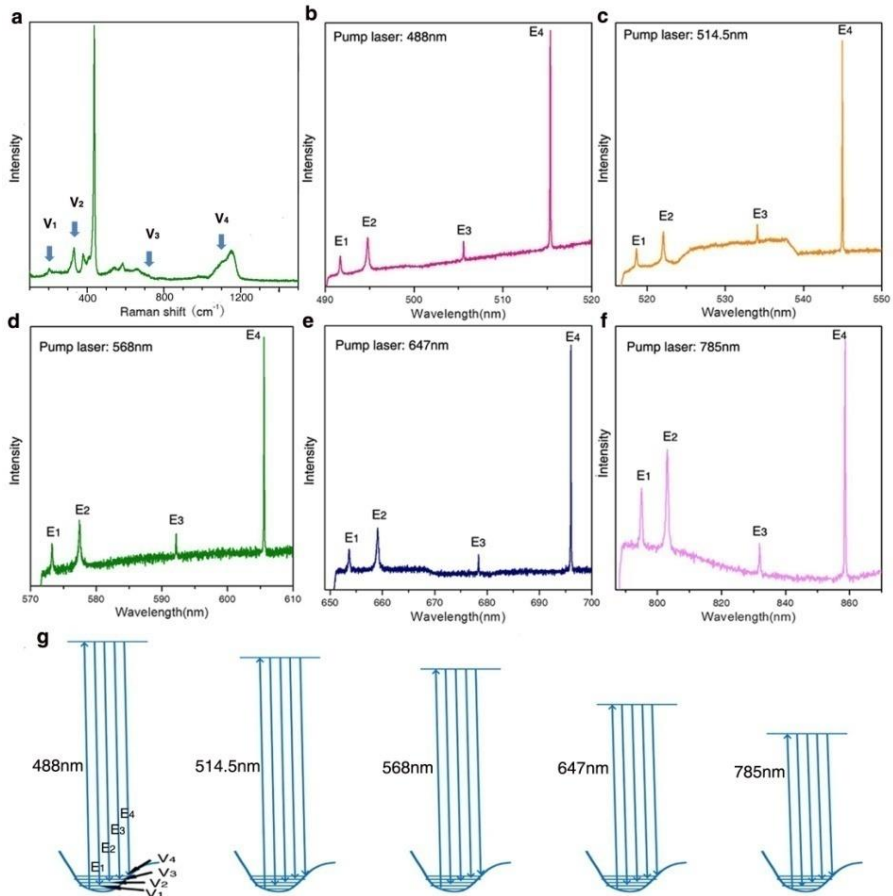 a
V1
V2
V3
V4
Intensity
400
800
1200
Raman shift (cm-1)
b
Pump laser: 488nm
E4
E1
E2
E3
Intensity
490
500
510
520
Wavelength(nm)
c
Pump laser: 514.5nm
E4
E1
E2
E3
Intensity
520
530
540
550
Wavelength(nm)
d
Pump laser: 568nm
E4
E1
E2
E3
Intensity
570
580
590
600
610
Wavelength(nm)
e
Pump laser: 647nm
E4
E1
E2
E3
Intensity
650
660
670
680
690
700
Wavelength(nm)
f
Pump laser: 785nm
E4
E1
E2
E3
Intensity
800
820
840
860
Wavelength(nm)
g
488nm
514.5nm
568nm
647nm
785nm
E4
E3
E2
E1
V4
V3
V2
V1